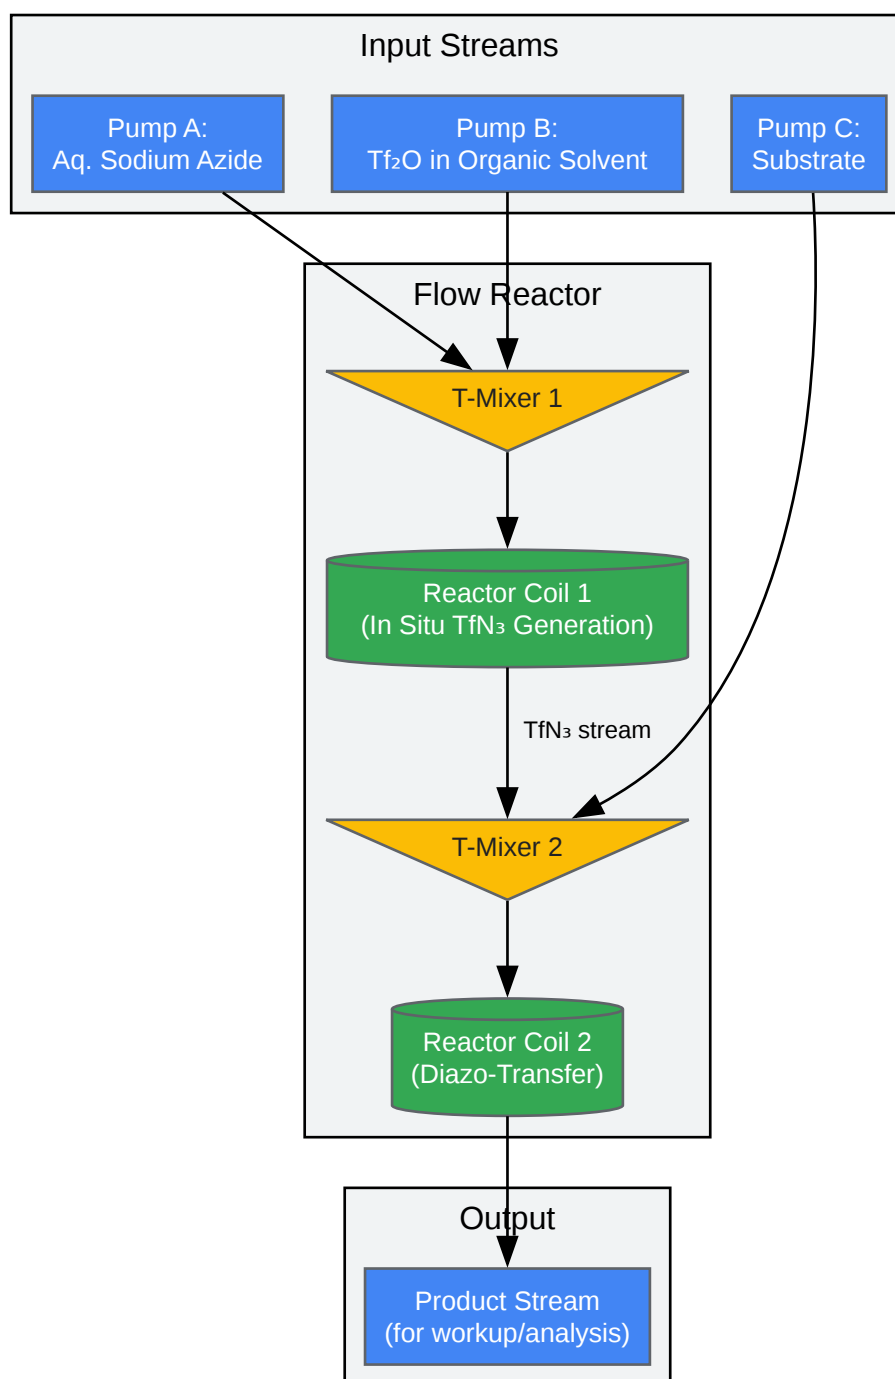 Input Streams
Pump A:
Aq. Sodium Azide
Pump B:
Tf₂O in Organic Solvent
Pump C:
Substrate
Flow Reactor
T-Mixer 1
Reactor Coil 1
(In Situ TfN₃ Generation)
TfN₃ stream
T-Mixer 2
Reactor Coil 2
(Diazo-Transfer)
Output
Product Stream
(for workup/analysis)